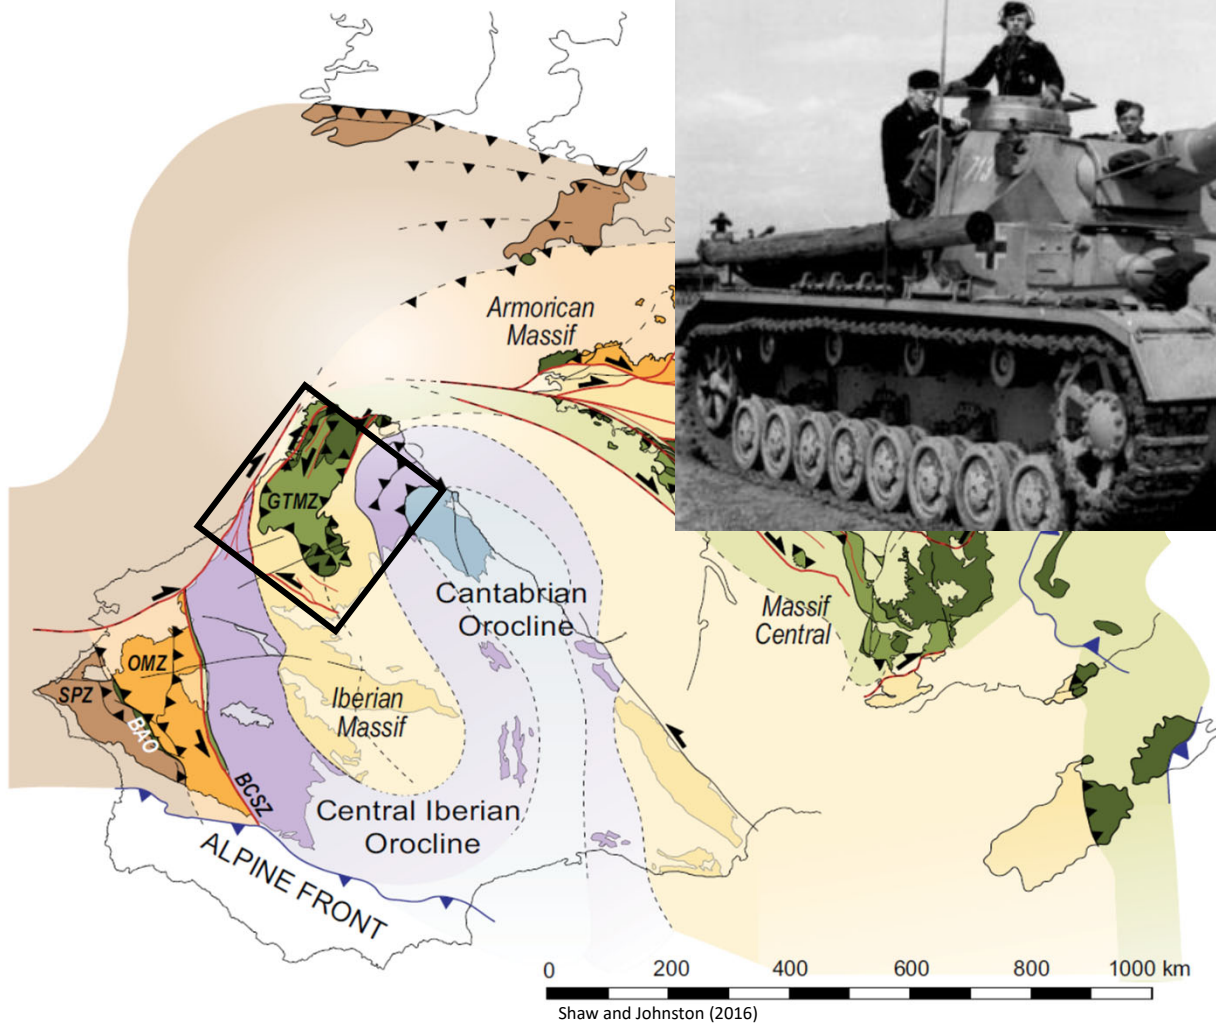 713
Armorican
Massif
GTMZ
Cantabrian
Orocline
Massif
Central
OMZ
SPZ
BAO
Iberian
Massif
BCSZ
Central Iberian
Orocline
ALPINE FRONT
0 200 400 600 800 1000 km
Shaw and Johnston (2016)